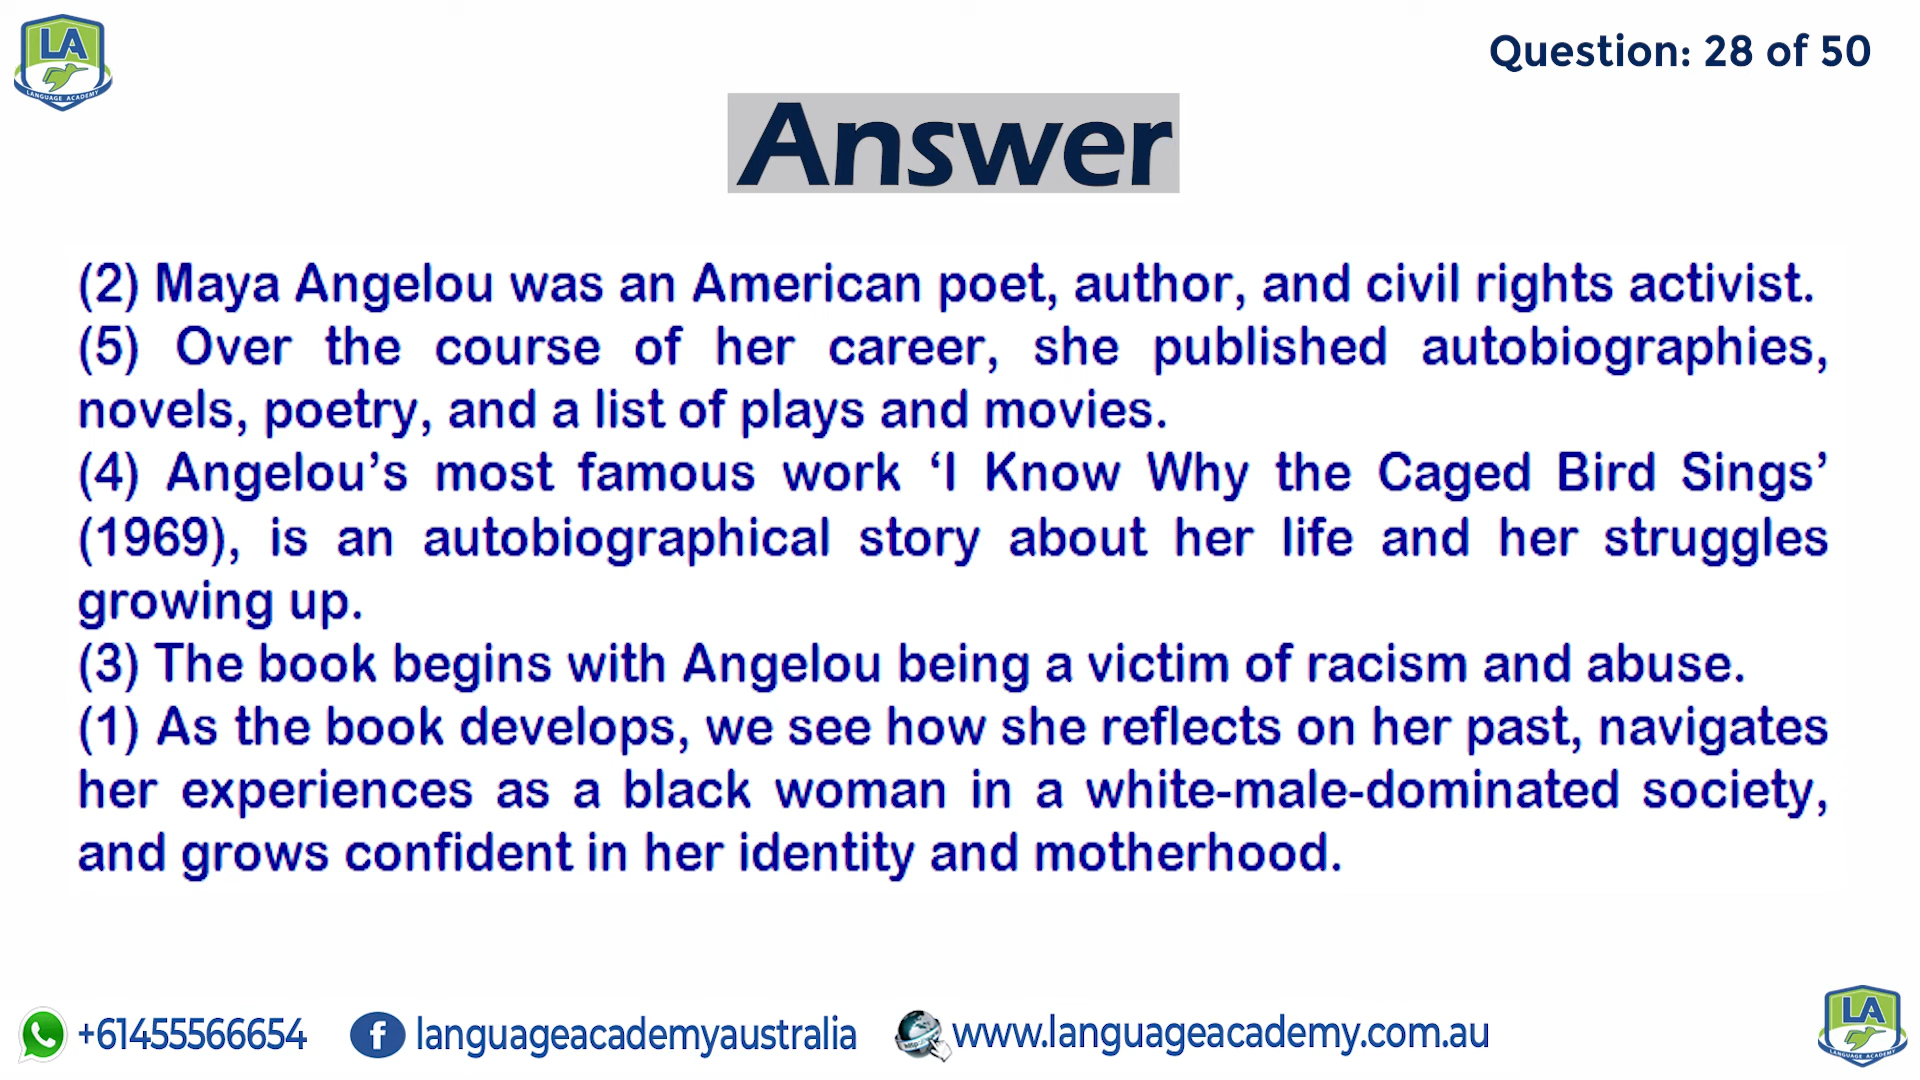 LA
LANGUAGE ACADEMY
Question: 28 of 50
Answer
(2) Maya Angelou was an American poet, author, and civil rights activist.
(5) Over the course of her career, she published autobiographies,
novels, poetry, and a list of plays and movies.
(4) Angelou’s most famous work ‘I Know Why the Caged Bird Sings’
(1969), is an autobiographical story about her life and her struggles
growing up.
(3) The book begins with Angelou being a victim of racism and abuse.
(1) As the book develops, we see how she reflects on her past, navigates
her experiences as a black woman in a white-male-dominated society,
and grows confident in her identity and motherhood.
+61455566654
f languageacademyaustralia
http:// www.languageacademy.com.au
LA
LANGUAGE ACADEMY